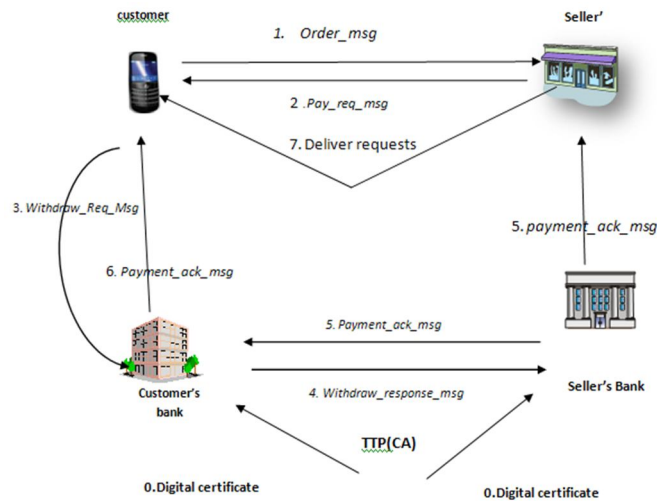 customer
Seller'
1. Order_msg
2 .Pay_req_msg
7. Deliver requests
3. Withdraw_Req_Msg
5. payment_ack_msg
6. Payment_ack_msg
5. Payment_ack_msg
Customer's
bank
4. Withdraw_response_msg
Seller's Bank
TTP(CA)
0.Digital certificate
0.Digital certificate